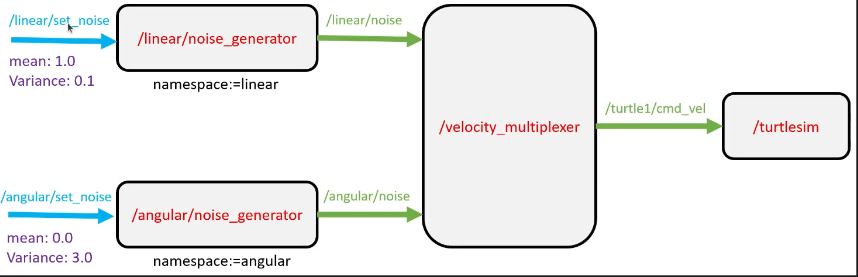 /linear/set_noise
mean: 1.0
Variance: 0.1
/linear/noise_generator
namespace:=linear
/linear/noise
/velocity_multiplexer
/turtle1/cmd_vel
/turtlesim
/angular/set_noise
mean: 0.0
Variance: 3.0
/angular/noise_generator
namespace:=angular
/angular/noise